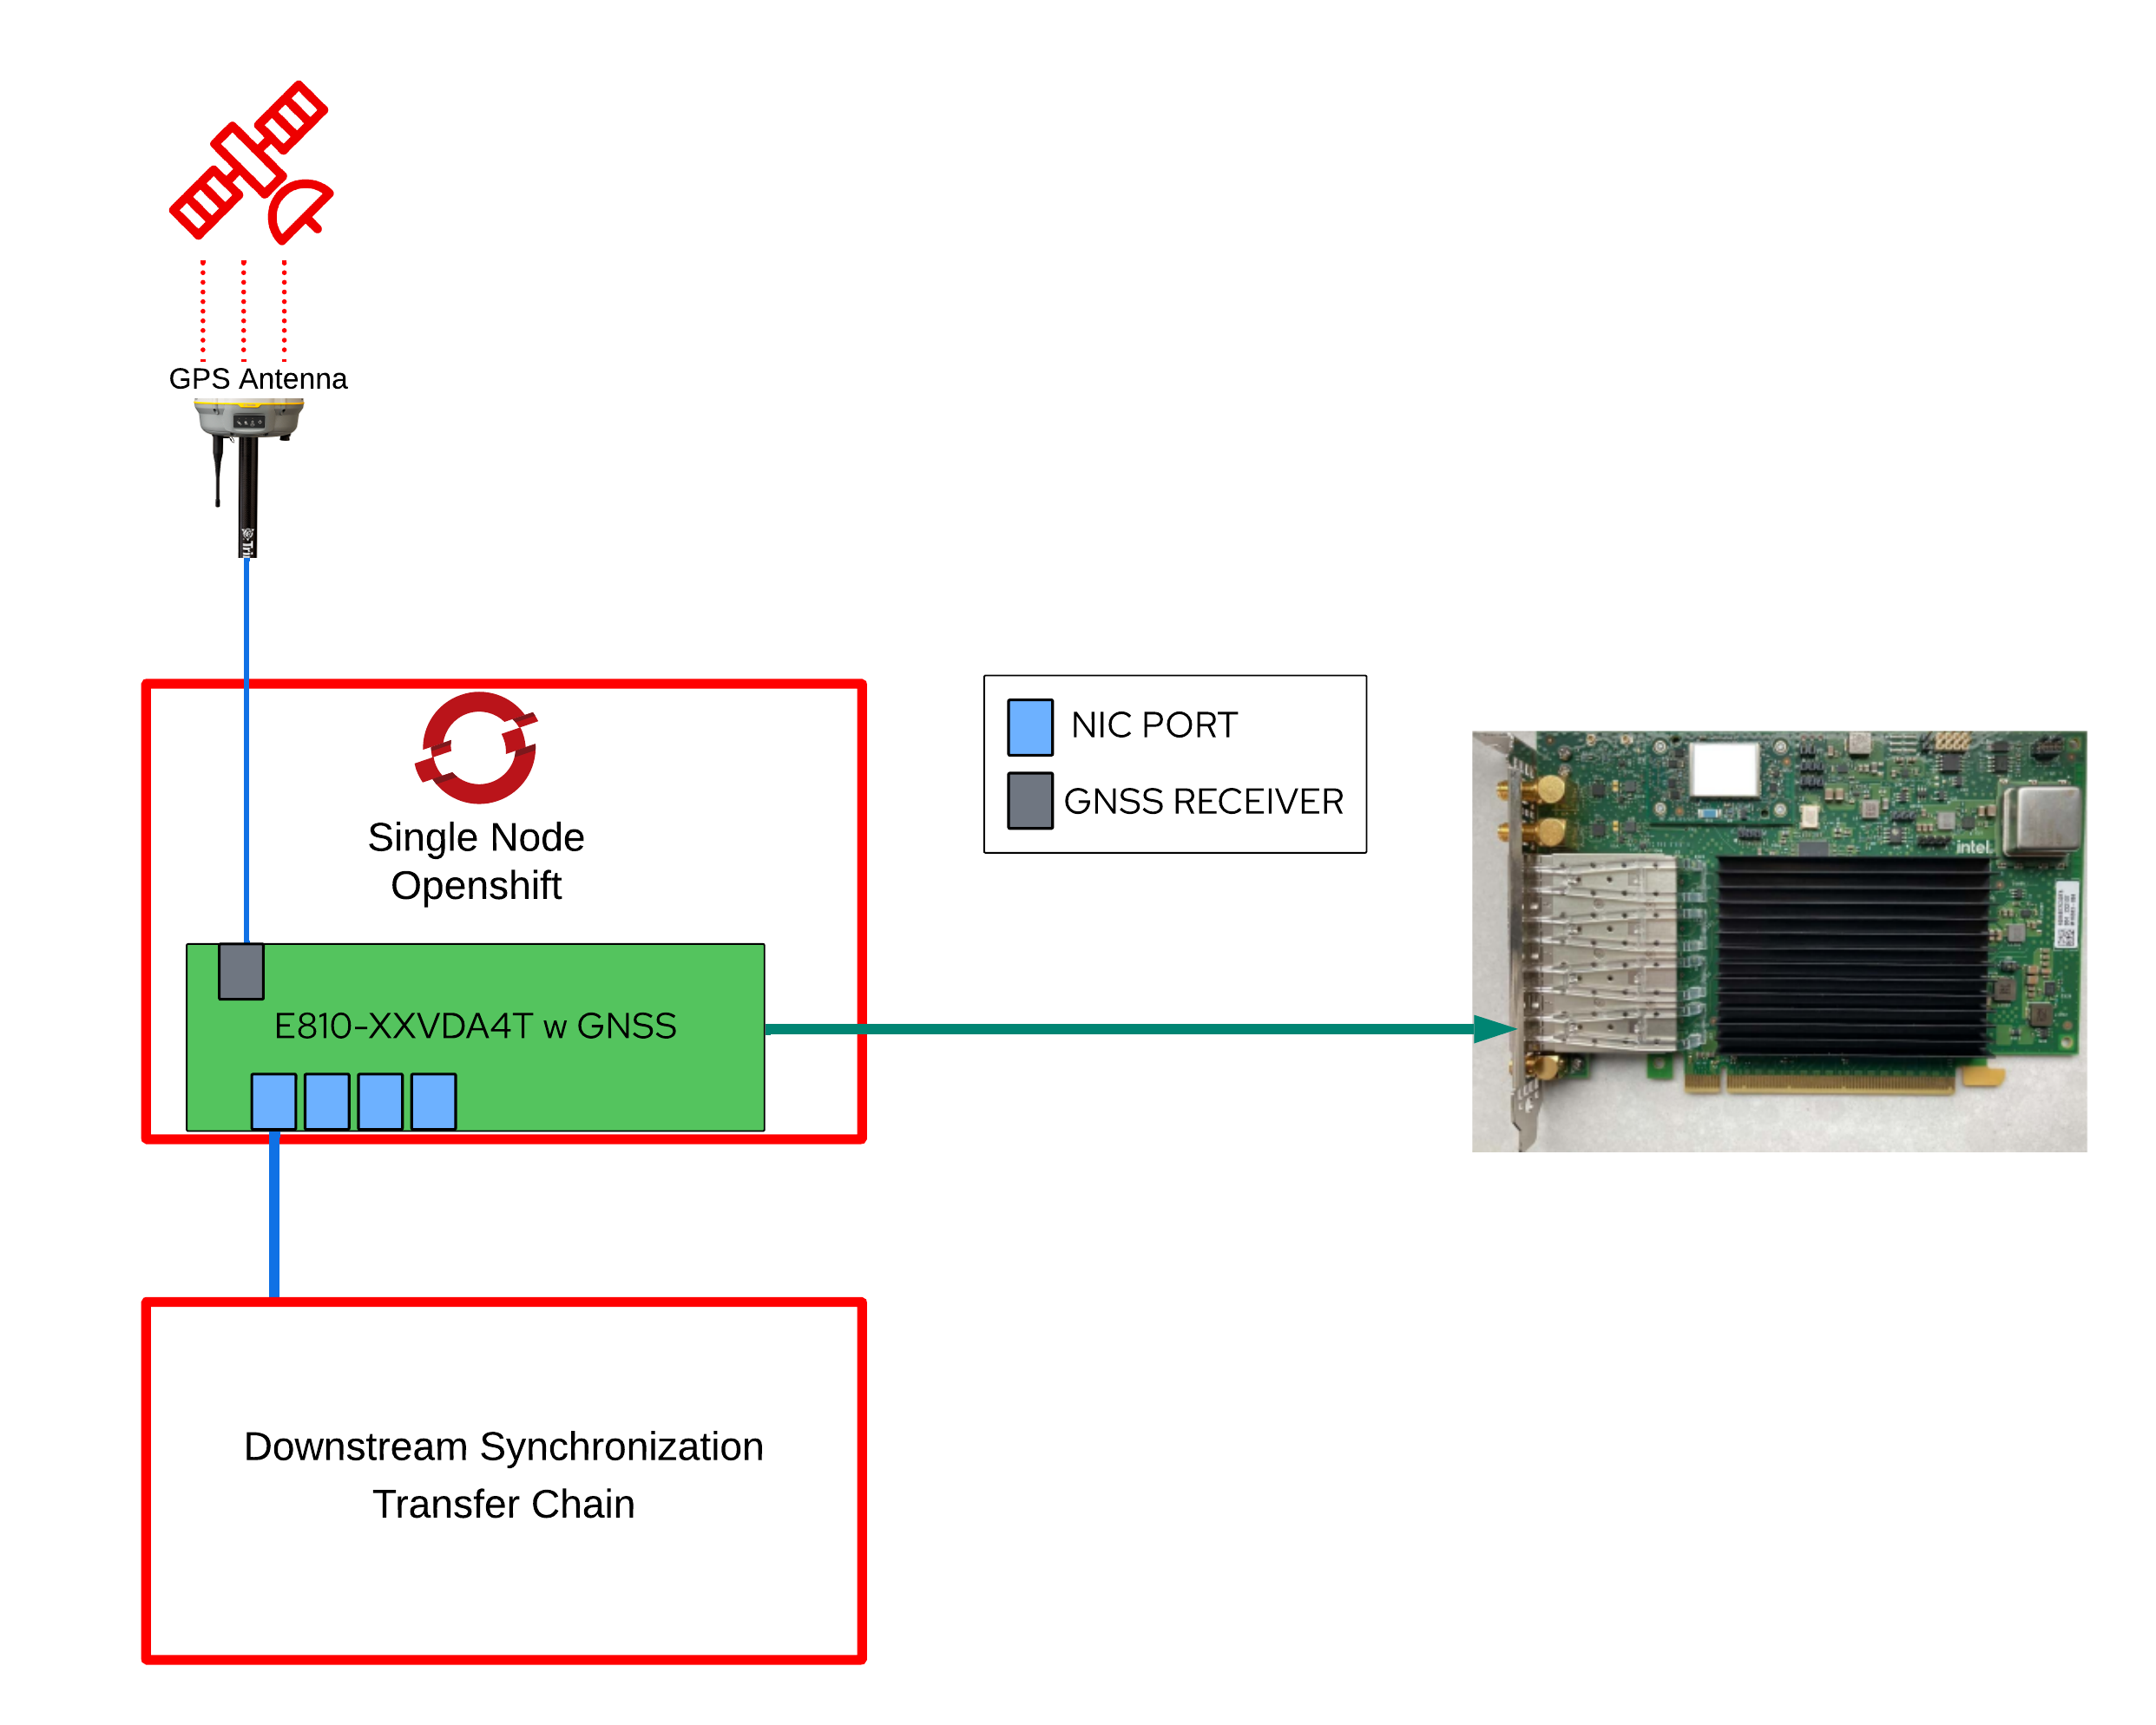 GPS Antenna
Single Node
Openshift
NIC PORT
GNSS RECEIVER
intel
E810-XXVDA4T w GNSS
Downstream Synchronization
Transfer Chain